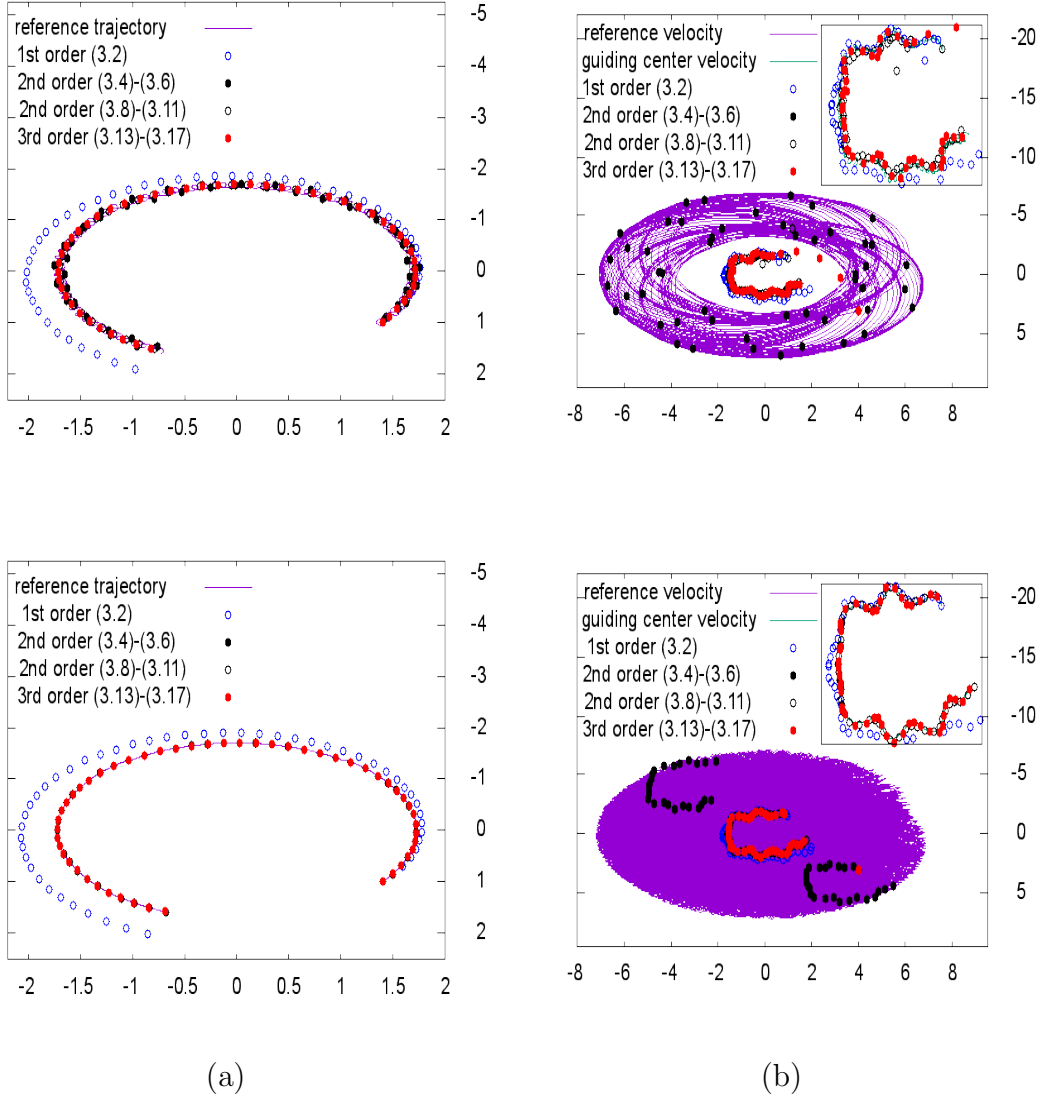 reference trajectory
1st order (3.2)
2nd order (3.4)-(3.6)
2nd order (3.8)-(3.11)
3rd order (3.13)-(3.17)
-5
-4
-3
-2
-1
0
1
2
-2 -1.5 -1 -0.5 0 0.5 1 1.5 2
reference velocity
guiding center velocity
1st order (3.2)
2nd order (3.4)-(3.6)
2nd order (3.8)-(3.11)
3rd order (3.13)-(3.17)
-20
-15
-10
-5
0
5
-8 -6 -4 -2 0 2 4 6 8
reference trajectory
1st order (3.2)
2nd order (3.4)-(3.6)
2nd order (3.8)-(3.11)
3rd order (3.13)-(3.17)
-5
-4
-3
-2
-1
0
1
2
-2 -1.5 -1 -0.5 0 0.5 1 1.5 2
reference velocity
guiding center velocity
1st order (3.2)
2nd order (3.4)-(3.6)
2nd order (3.8)-(3.11)
3rd order (3.13)-(3.17)
-20
-15
-10
-5
0
5
-8 -6 -4 -2 0 2 4 6 8
(a)
(b)